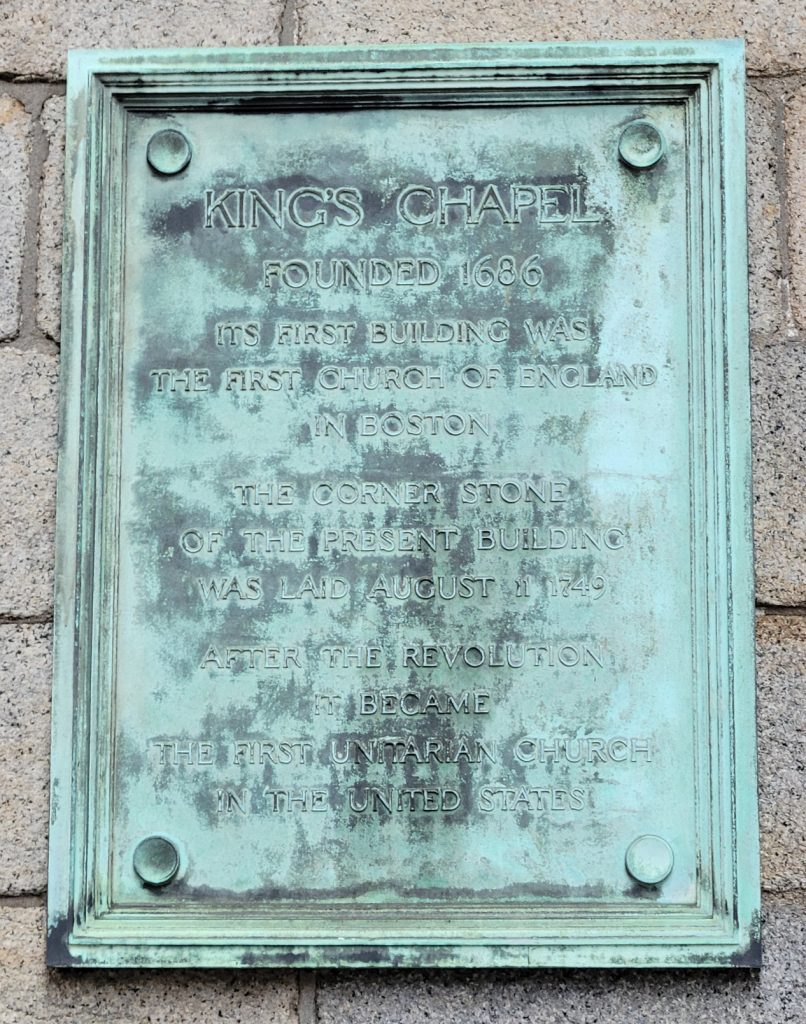 KING'S CHAPEL
FOUNDED 1686
ITS FIRST BUILDING WAS
THE FIRST CHURCH OF ENGLAND
IN BOSTON
THE CORNER STONE
OF THE PRESENT BUILDING
WAS LAID AUGUST 11 1749
AFTER THE REVOLUTION
IT BECAME
THE FIRST UNITARIAN CHURCH
IN THE UNITED STATES